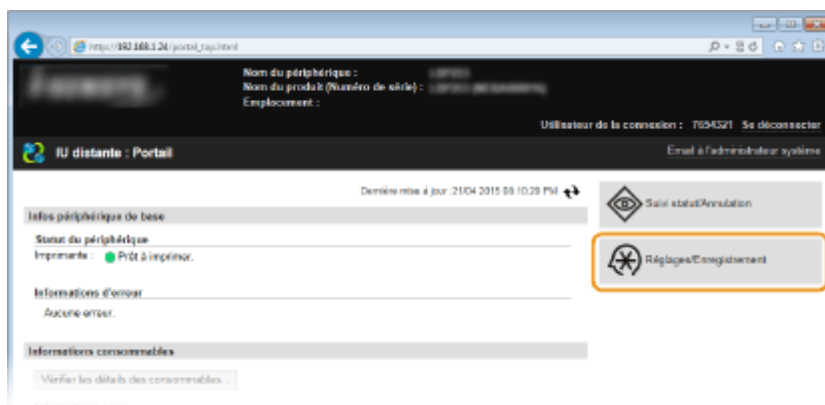 http://192.168.1.24/portal_top.html
Nom du périphérique :
Nom du produit (Numéro de série) :
Emplacement :
Utilisateur de la connexion : 7654321 Se déconnecter
IU distante : Portail
Email à l'administrateur système
Dernière mise à jour :21/04 2015 08:10:29 PM
Suivi statut/Annulation
Infos périphérique de base
Statut du périphérique
Imprimante : Prêt à imprimer.
Réglages/Enregistrement
Informations d'erreur
Aucune erreur.
Informations consommables
Vérifier les détails des consommables...